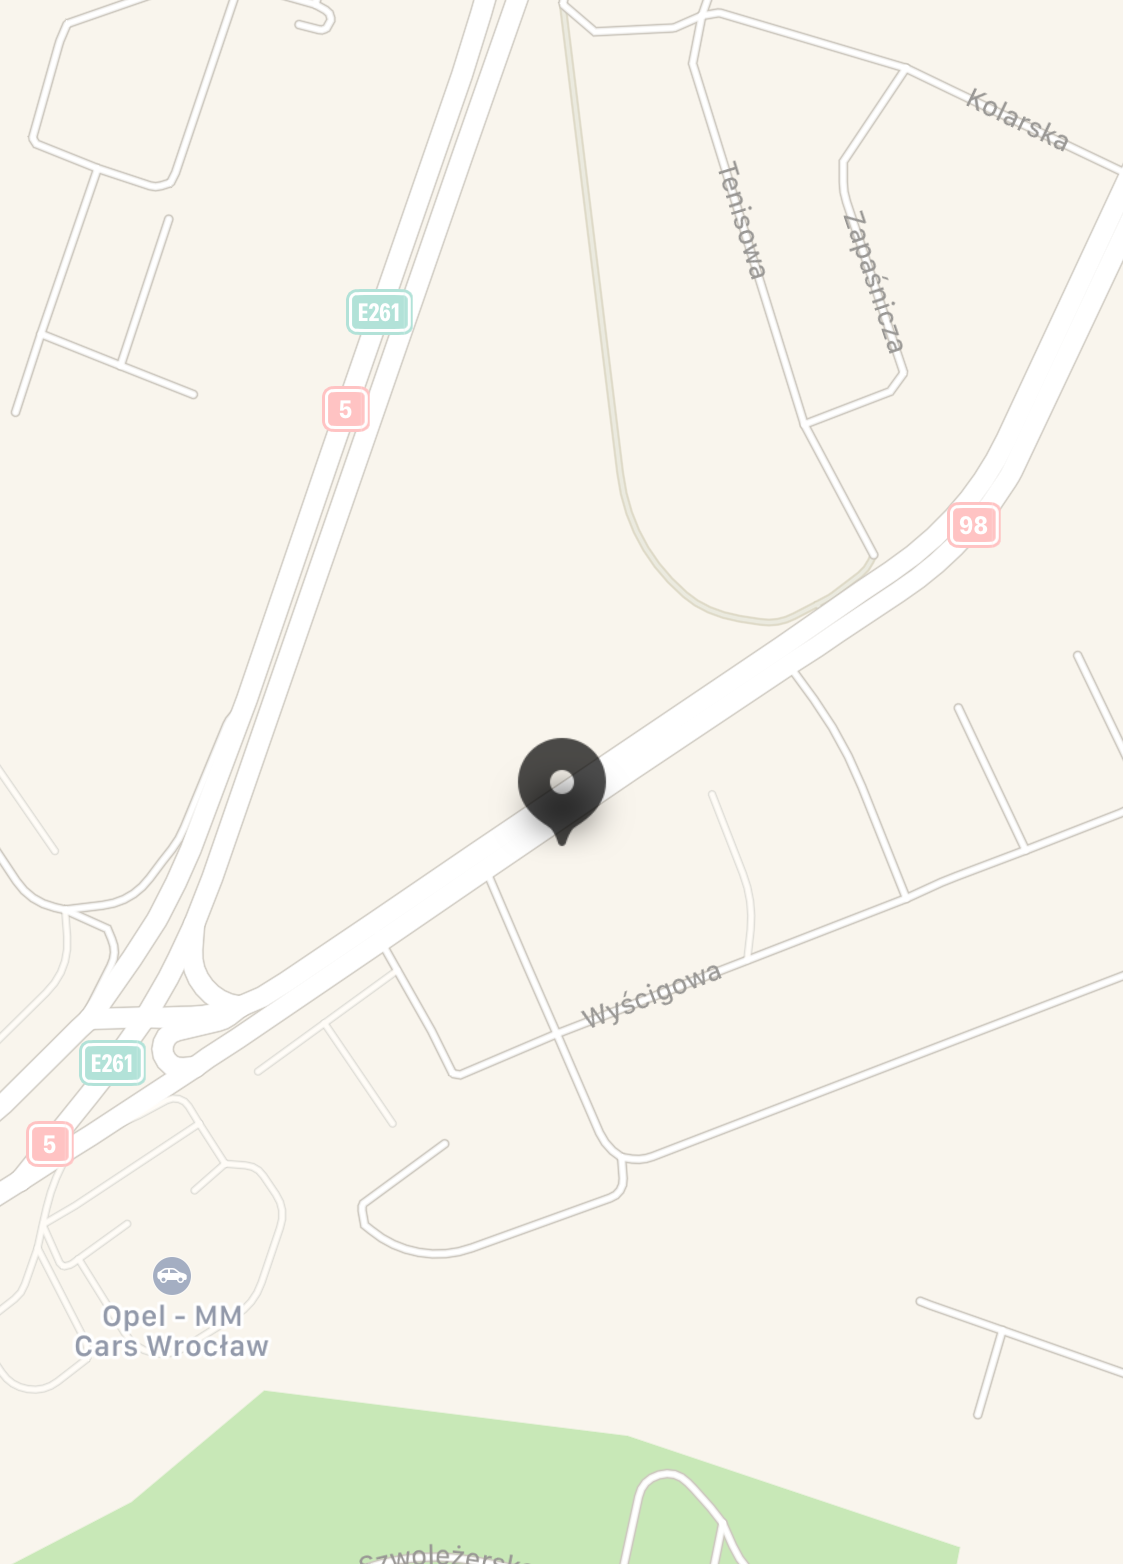 Kolarska
Tenisowa
Zapaśnicza
E261
5
98
Wyścigowa
E261
5
Opel - MM
Cars Wrocław